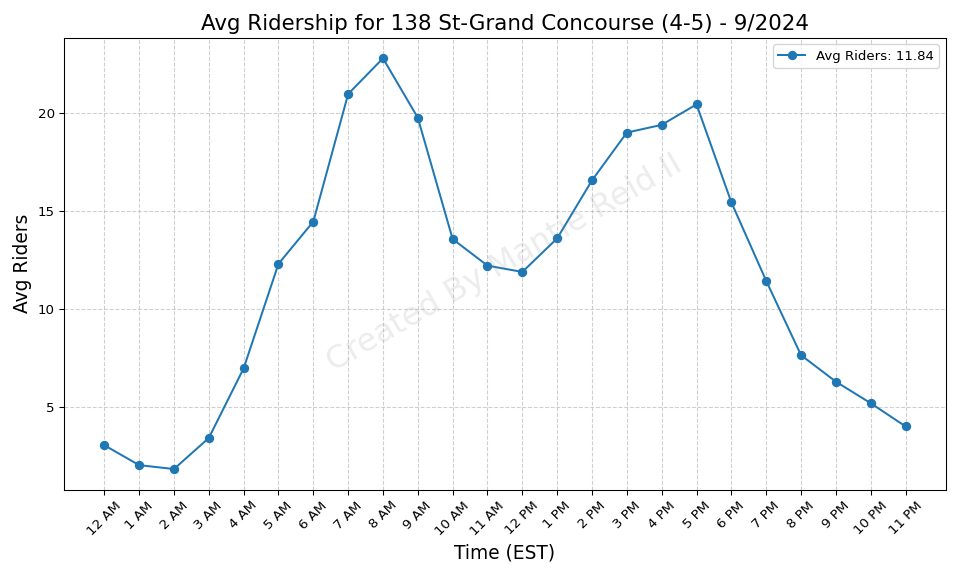 Avg Ridership for 138 St-Grand Concourse (4-5) - 9/2024
Avg Riders: 11.84
Avg Riders
20
15
10
5
Created By Mantie Reid II
12 AM
1 AM
2 AM
3 AM
4 AM
5 AM
6 AM
7 AM
8 AM
9 AM
10 AM
11 AM
12 PM
1 PM
2 PM
3 PM
4 PM
5 PM
6 PM
7 PM
8 PM
9 PM
10 PM
11 PM
Time (EST)